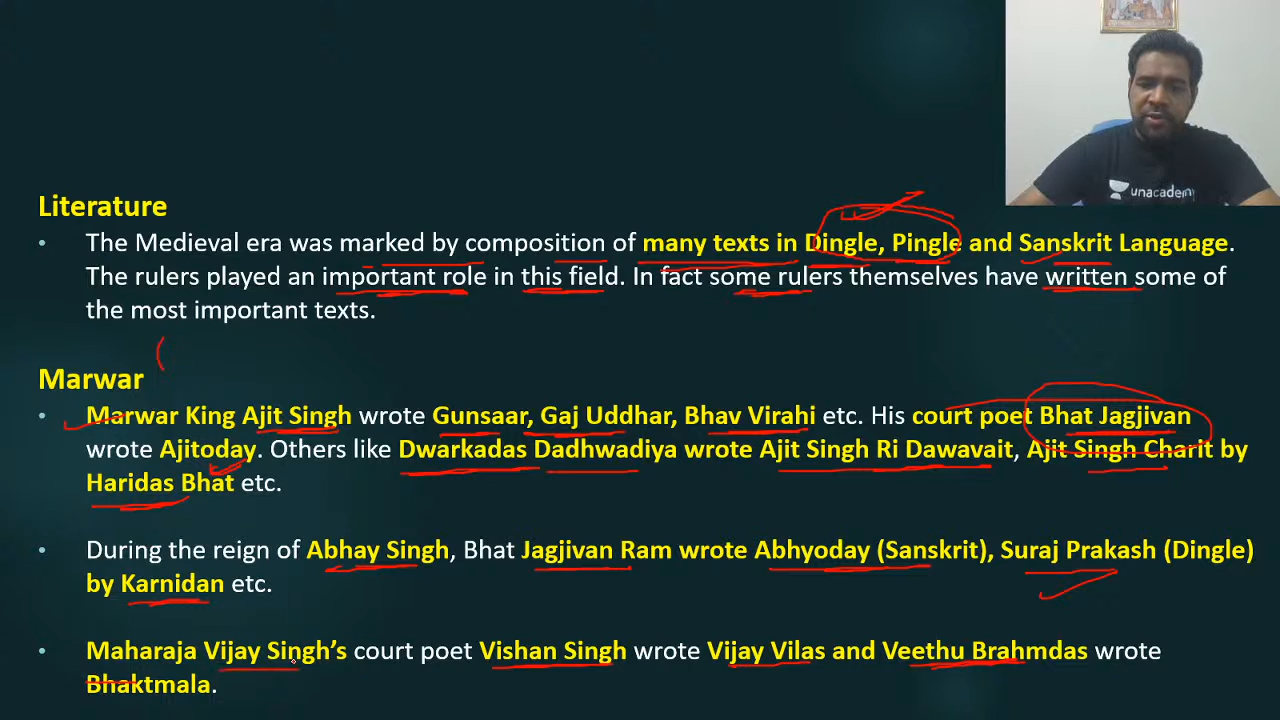 unacademy
Literature
• The Medieval era was marked by composition of many texts in Dingle, Pingle and Sanskrit Language.
The rulers played an important role in this field. In fact some rulers themselves have written some of
the most important texts.
Marwar
• Marwar King Ajit Singh wrote Gunsaar, Gaj Uddhar, Bhav Virahi etc. His court poet Bhat Jagjivan
wrote Ajitoday. Others like Dwarkadas Dadhwadiya wrote Ajit Singh Ri Dawavait, Ajit Singh Charit by
Haridas Bhat etc.
• During the reign of Abhay Singh, Bhat Jagjivan Ram wrote Abhyoday (Sanskrit), Suraj Prakash (Dingle)
by Karnidan etc.
• Maharaja Vijay Singh’s court poet Vishan Singh wrote Vijay Vilas and Veethu Brahmdas wrote
Bhaktmala.